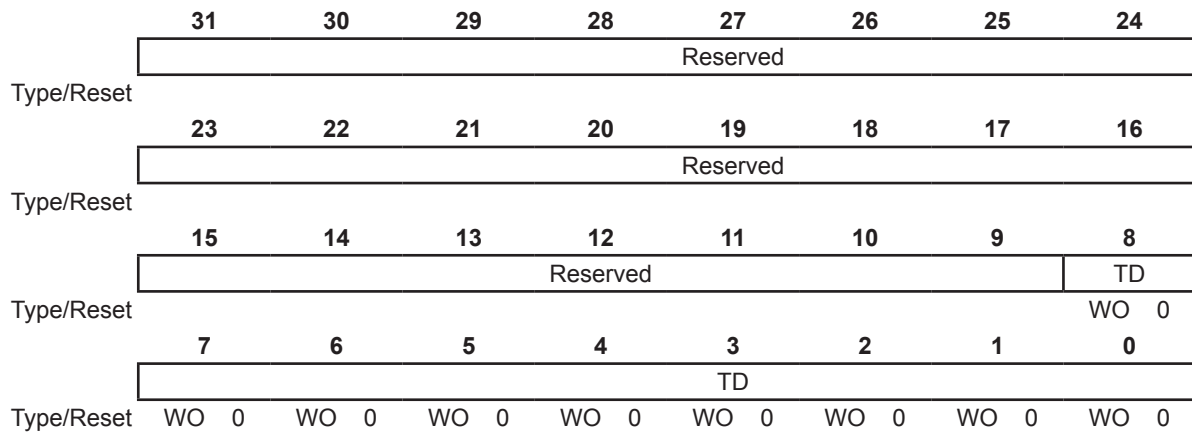 31 30 29 28 27 26 25 24
Reserved
Type/Reset
23 22 21 20 19 18 17 16
Reserved
Type/Reset
15 14 13 12 11 10 9 8
Reserved TD
Type/Reset WO 0
7 6 5 4 3 2 1 0
TD
Type/Reset WO 0 WO 0 WO 0 WO 0 WO 0 WO 0 WO 0 WO 0